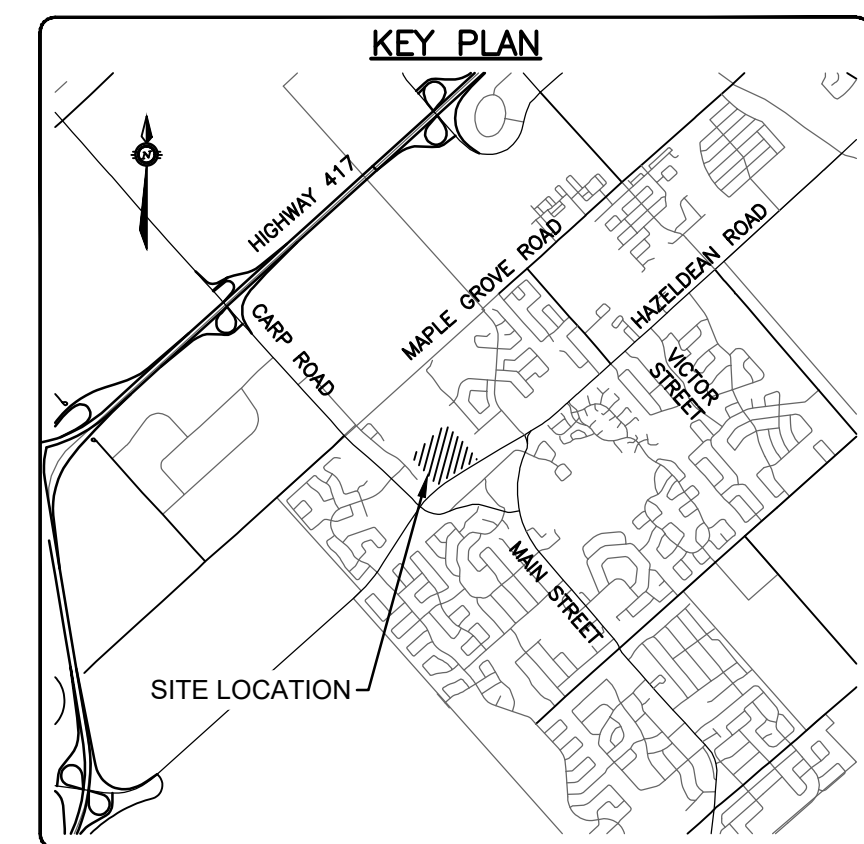 KEY PLAN
N
HIGHWAY 417
MAPLE GROVE ROAD
HAZELDEAN ROAD
CARP ROAD
VICTOR
STREET
MAIN STREET
SITE LOCATION